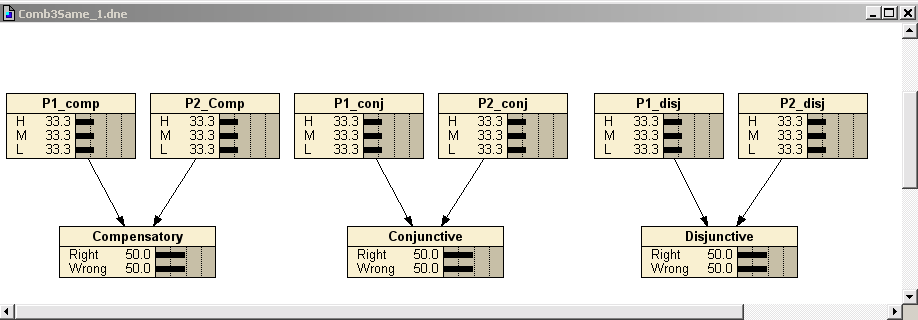 Comb3Same_1.dne
P1_comp P2_Comp P1_conj P2_conj P1_disj P2_disj
H 33.3 H 33.3 H 33.3 H 33.3 H 33.3 H 33.3
M 33.3 M 33.3 M 33.3 M 33.3 M 33.3 M 33.3
L 33.3 L 33.3 L 33.3 L 33.3 L 33.3 L 33.3
Compensatory Conjunctive Disjunctive
Right 50.0 Right 50.0 Right 50.0
Wrong 50.0 Wrong 50.0 Wrong 50.0